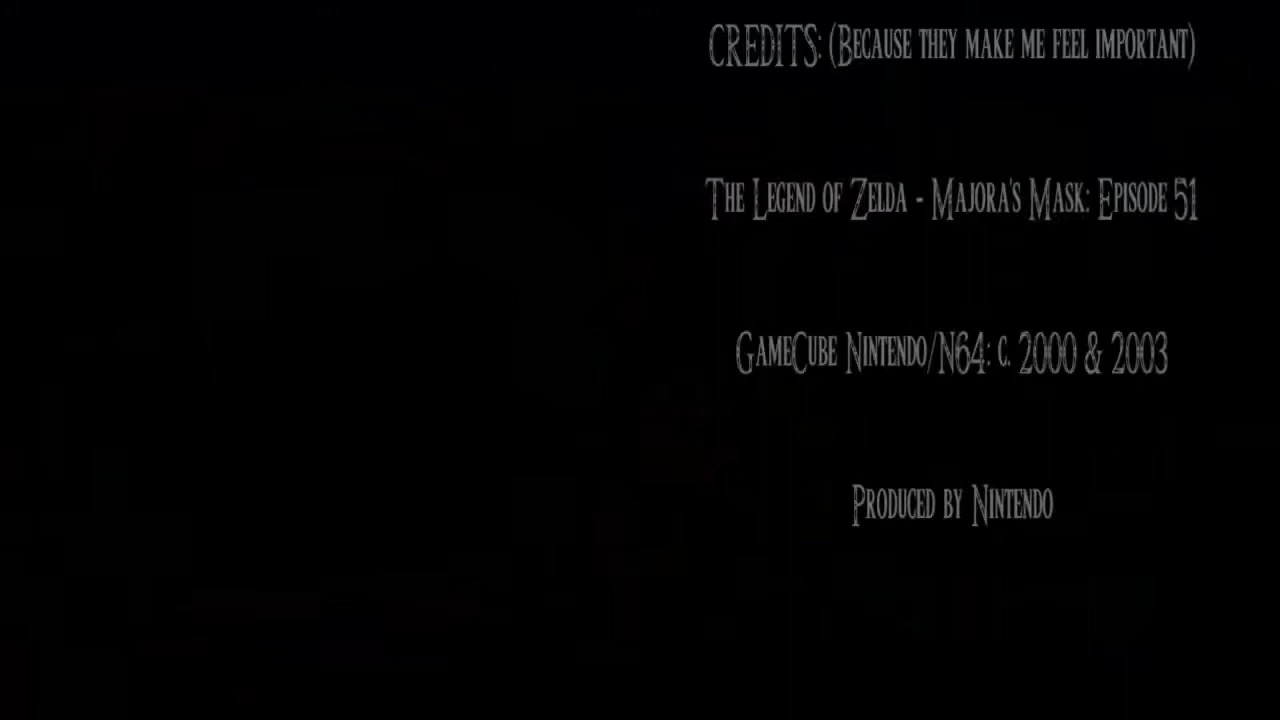 CREDITS: (Because they make me feel important)
The Legend of Zelda - Majora's Mask: Episode 51
GameCube Nintendo/N64: c. 2000 & 2003
Produced by Nintendo